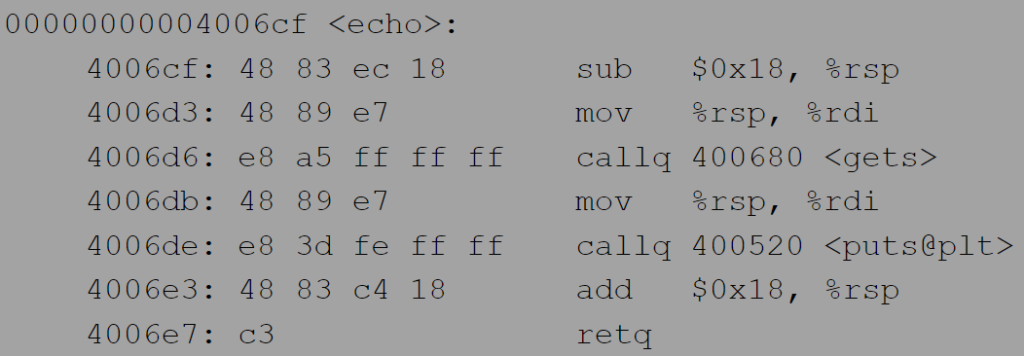 00000000004006cf <echo>:
4006cf: 48 83 ec 18 sub $0x18, %rsp
4006d3: 48 89 e7 mov %rsp, %rdi
4006d6: e8 a5 ff ff ff callq 400680 <gets>
4006db: 48 89 e7 mov %rsp, %rdi
4006de: e8 3d fe ff ff callq 400520 <puts@plt>
4006e3: 48 83 c4 18 add $0x18, %rsp
4006e7: c3 retq